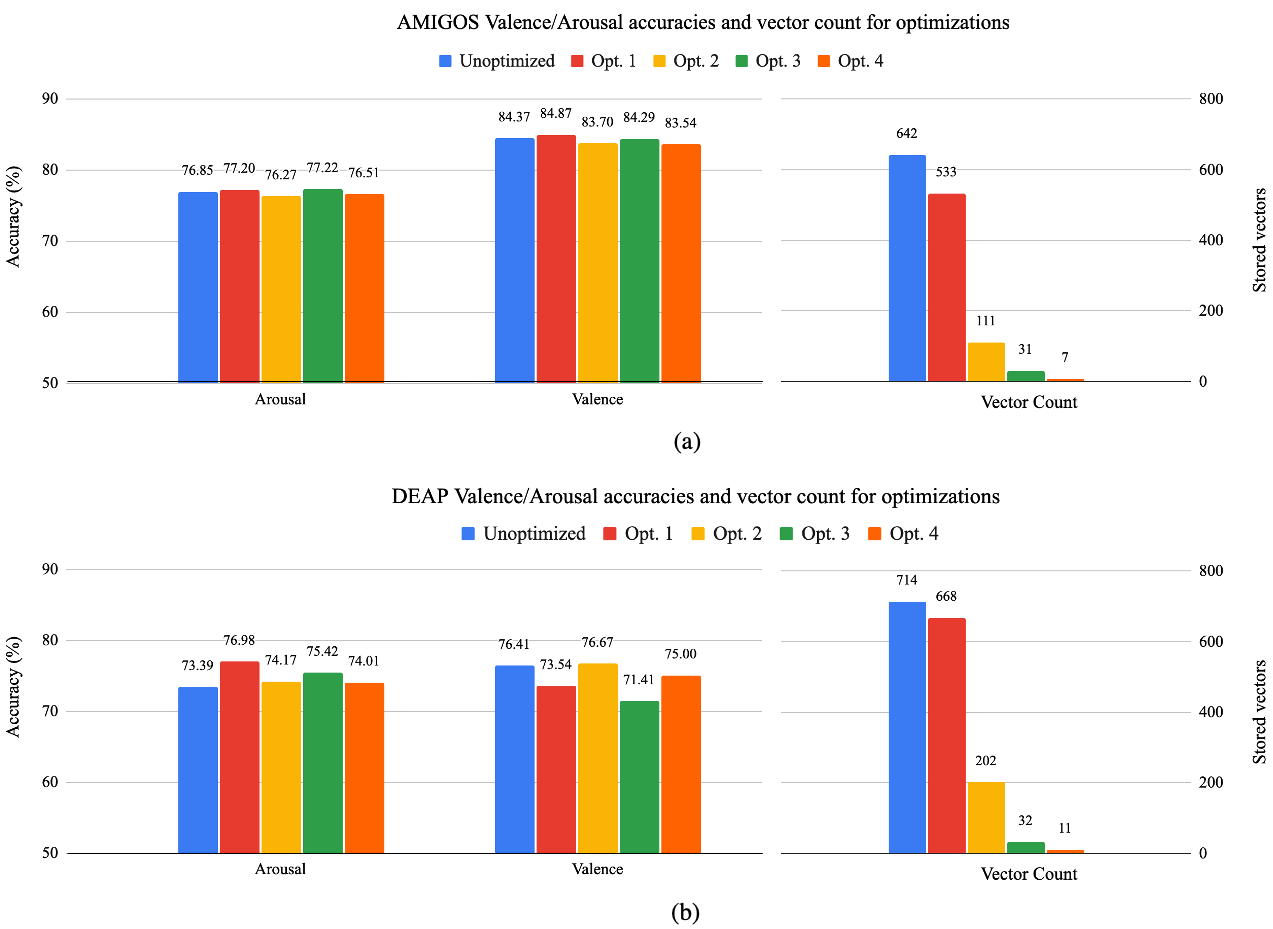 AMIGOS Valence/Arousal accuracies and vector count for optimizations
Unoptimized Opt. 1 Opt. 2 Opt. 3 Opt. 4
Accuracy (%)
90
80
70
60
50
76.85 77.20 76.27 77.22 76.51
84.37 84.87 83.70 84.29 83.54
Arousal Valence
642 533 111 31 7
800
600
400
200
0
Stored vectors
Vector Count
(a)
DEAP Valence/Arousal accuracies and vector count for optimizations
Unoptimized Opt. 1 Opt. 2 Opt. 3 Opt. 4
Accuracy (%)
90
80
70
60
50
73.39 76.98 74.17 75.42 74.01
76.41 73.54 76.67 71.41 75.00
Arousal Valence
714 668 202 32 11
800
600
400
200
0
Stored vectors
Vector Count
(b)